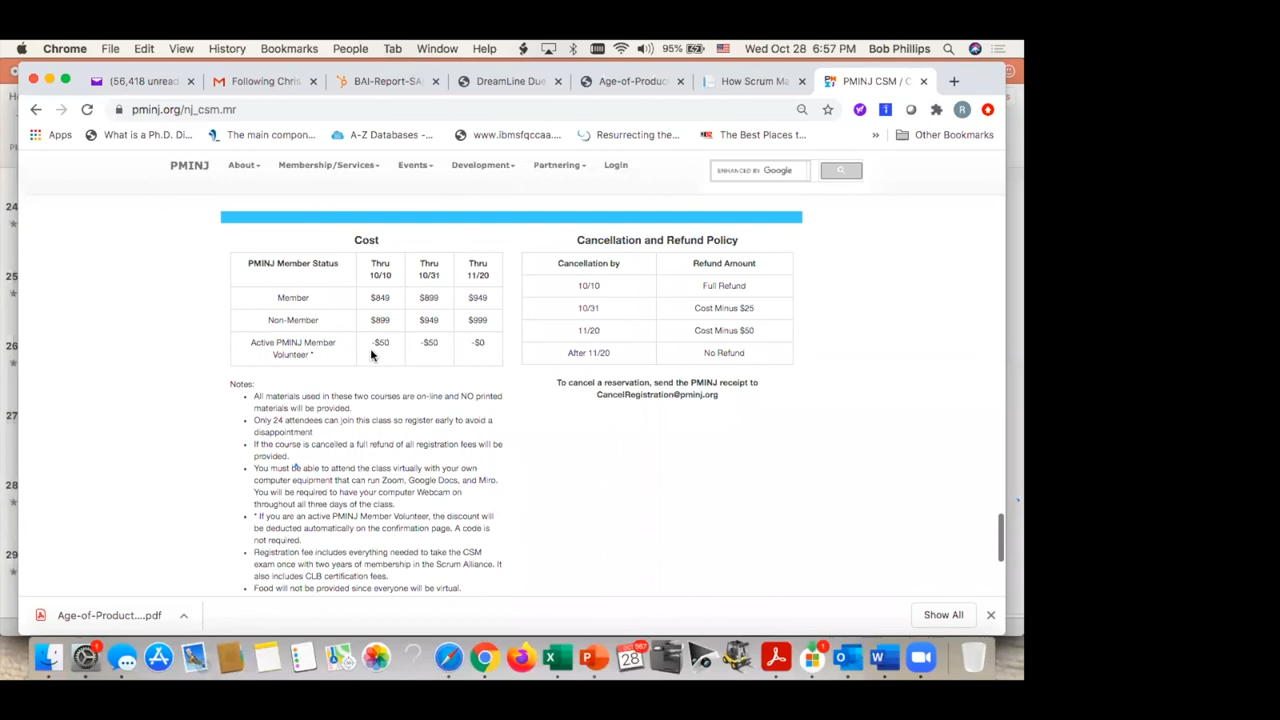 Chrome File Edit View History Bookmarks People Tab Window Help 95% Wed Oct 28 6:57 PM Bob Phillips
(56,418 unread Following Chris BAI-Report-SA DreamLine Due Age-of-Produc How Scrum Ma PMINJ CSM / C
pminj.org/nj_csm.mr R
Apps What is a Ph.D. Di... The main compon... A-Z Databases -... www.ibmsfqccaa.... Resurrecting the... The Best Places t... » Other Bookmarks
PMINJ About Membership/Services Events Development Partnering Login ENHANCED BY Google
Cost
PMINJ Member Status Thru 10/10 Thru 10/31 Thru 11/20
Member $849 $899 $949
Non-Member $899 $949 $999
Active PMINJ Member Volunteer * -$50 -$50 -$0
Cancellation and Refund Policy
Cancellation by Refund Amount
10/10 Full Refund
10/31 Cost Minus $25
11/20 Cost Minus $50
After 11/20 No Refund
To cancel a reservation, send the PMINJ receipt to
CancelRegistration@pminj.org
Notes:
All materials used in these two courses are on-line and NO printed
materials will be provided.
Only 24 attendees can join this class so register early to avoid a
disappointment
If the course is cancelled a full refund of all registration fees will be
provided.
You must be able to attend the class virtually with your own
computer equipment that can run Zoom, Google Docs, and Miro.
You will be required to have your computer Webcam on
throughout all three days of the class.
* If you are an active PMINJ Member Volunteer, the discount will
be deducted automatically on the confirmation page. A code is
not required.
Registration fee includes everything needed to take the CSM
exam once with two years of membership in the Scrum Alliance. It
also includes CLB certification fees.
Food will not be provided since everyone will be virtual.
24
25
26
27
28
29
Age-of-Product....pdf Show All